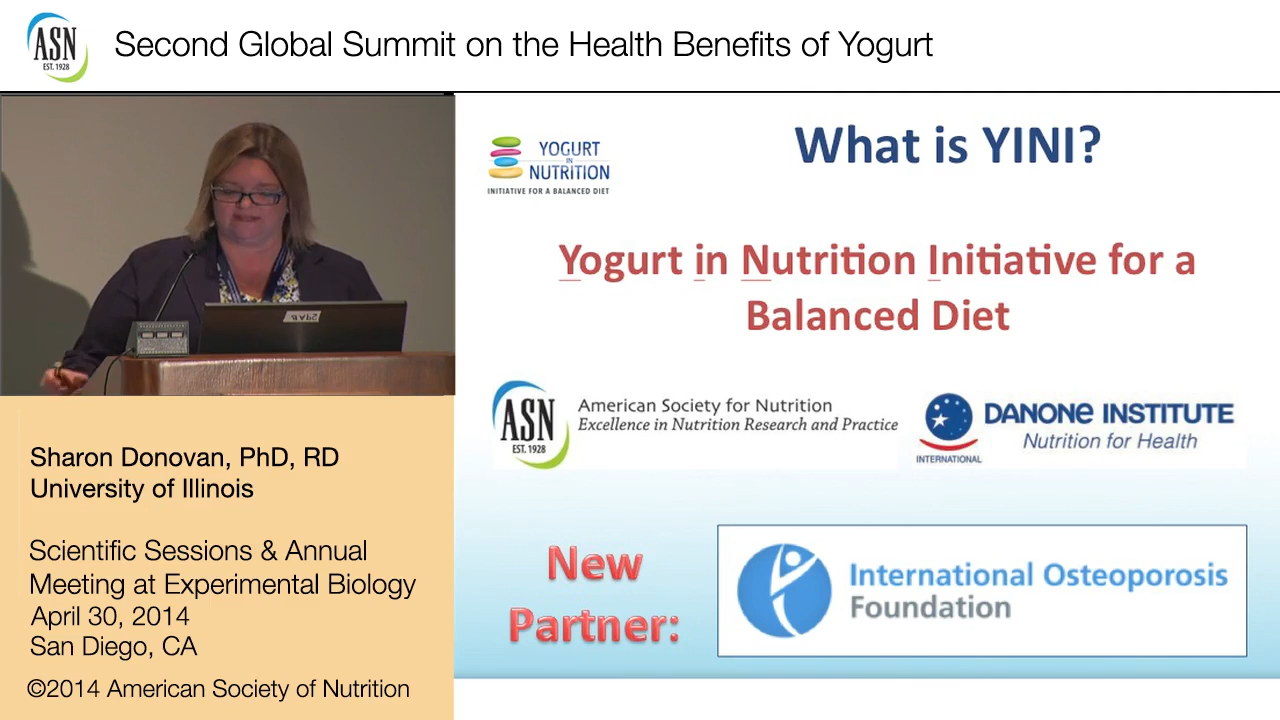 ASN
EST. 1928
Second Global Summit on the Health Benefits of Yogurt
YOGURT
IN
NUTRITION
INITIATIVE FOR A BALANCED DIET
What is YINI?
Yogurt in Nutrition Initiative for a
Balanced Diet
ASN
EST. 1928
American Society for Nutrition
Excellence in Nutrition Research and Practice
INTERNATIONAL
DANONE INSTITUTE
Nutrition for Health
New
Partner:
International Osteoporosis
Foundation
Sharon Donovan, PhD, RD
University of Illinois
Scientific Sessions & Annual
Meeting at Experimental Biology
April 30, 2014
San Diego, CA
©2014 American Society of Nutrition